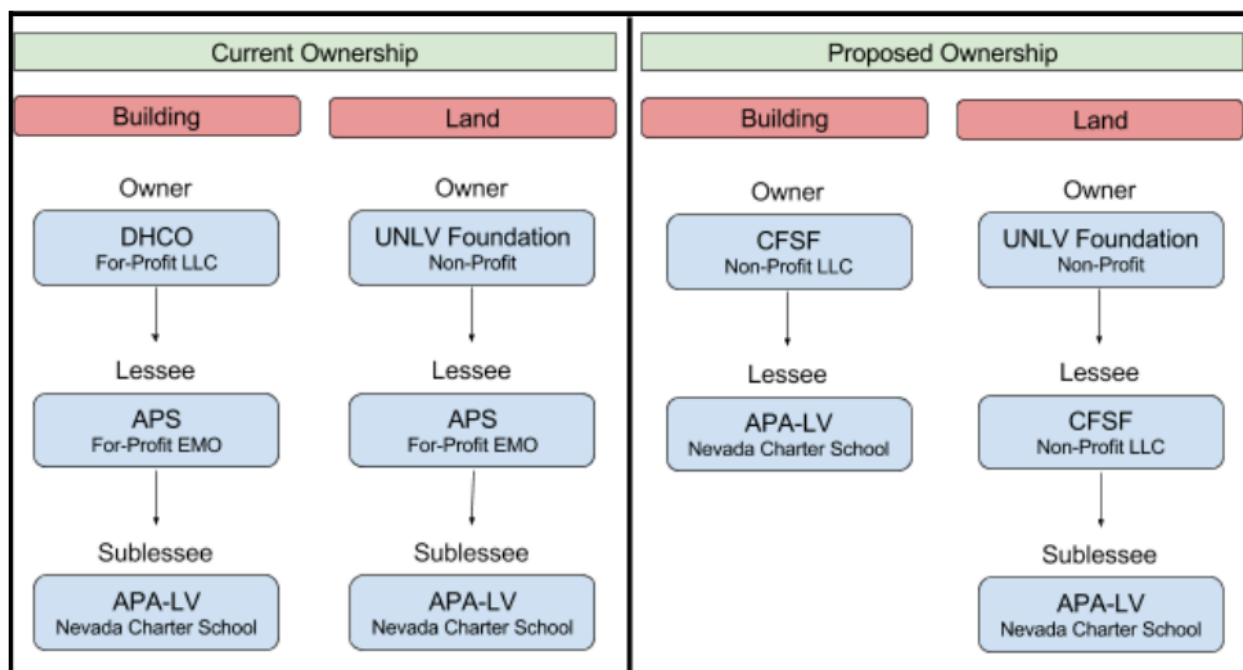 Current Ownership
Building
Owner
DHCO
For-Profit LLC
Lessee
APS
For-Profit EMO
Sublessee
APA-LV
Nevada Charter School
Land
Owner
UNLV Foundation
Non-Profit
Lessee
APS
For-Profit EMO
Sublessee
APA-LV
Nevada Charter School
Proposed Ownership
Building
Owner
CFSF
Non-Profit LLC
Lessee
APA-LV
Nevada Charter School
Land
Owner
UNLV Foundation
Non-Profit
Lessee
CFSF
Non-Profit LLC
Sublessee
APA-LV
Nevada Charter School